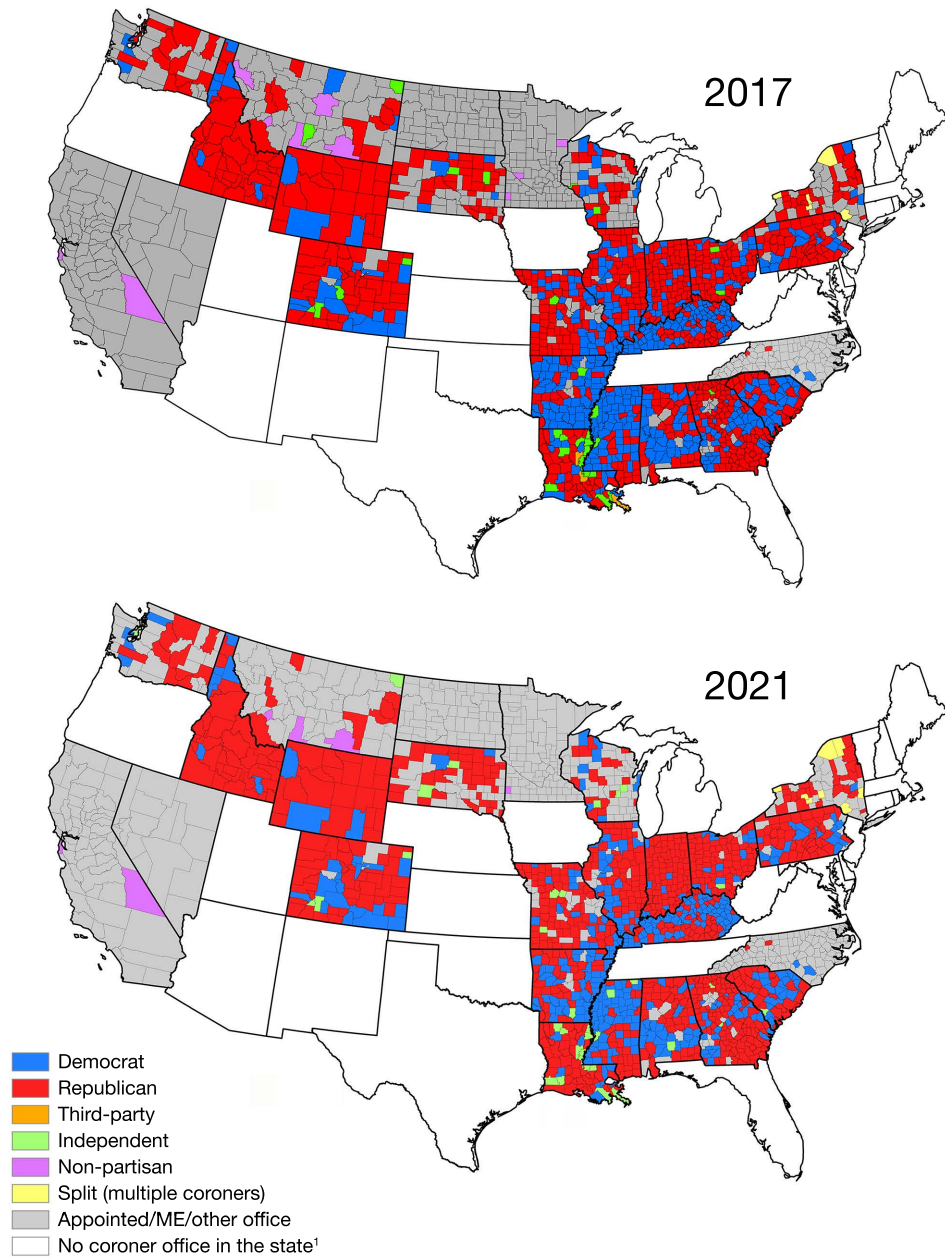 2017
2021
Democrat
Republican
Third-party
Independent
Non-partisan
Split (multiple coroners)
Appointed/ME/other office
No coroner office in the state¹